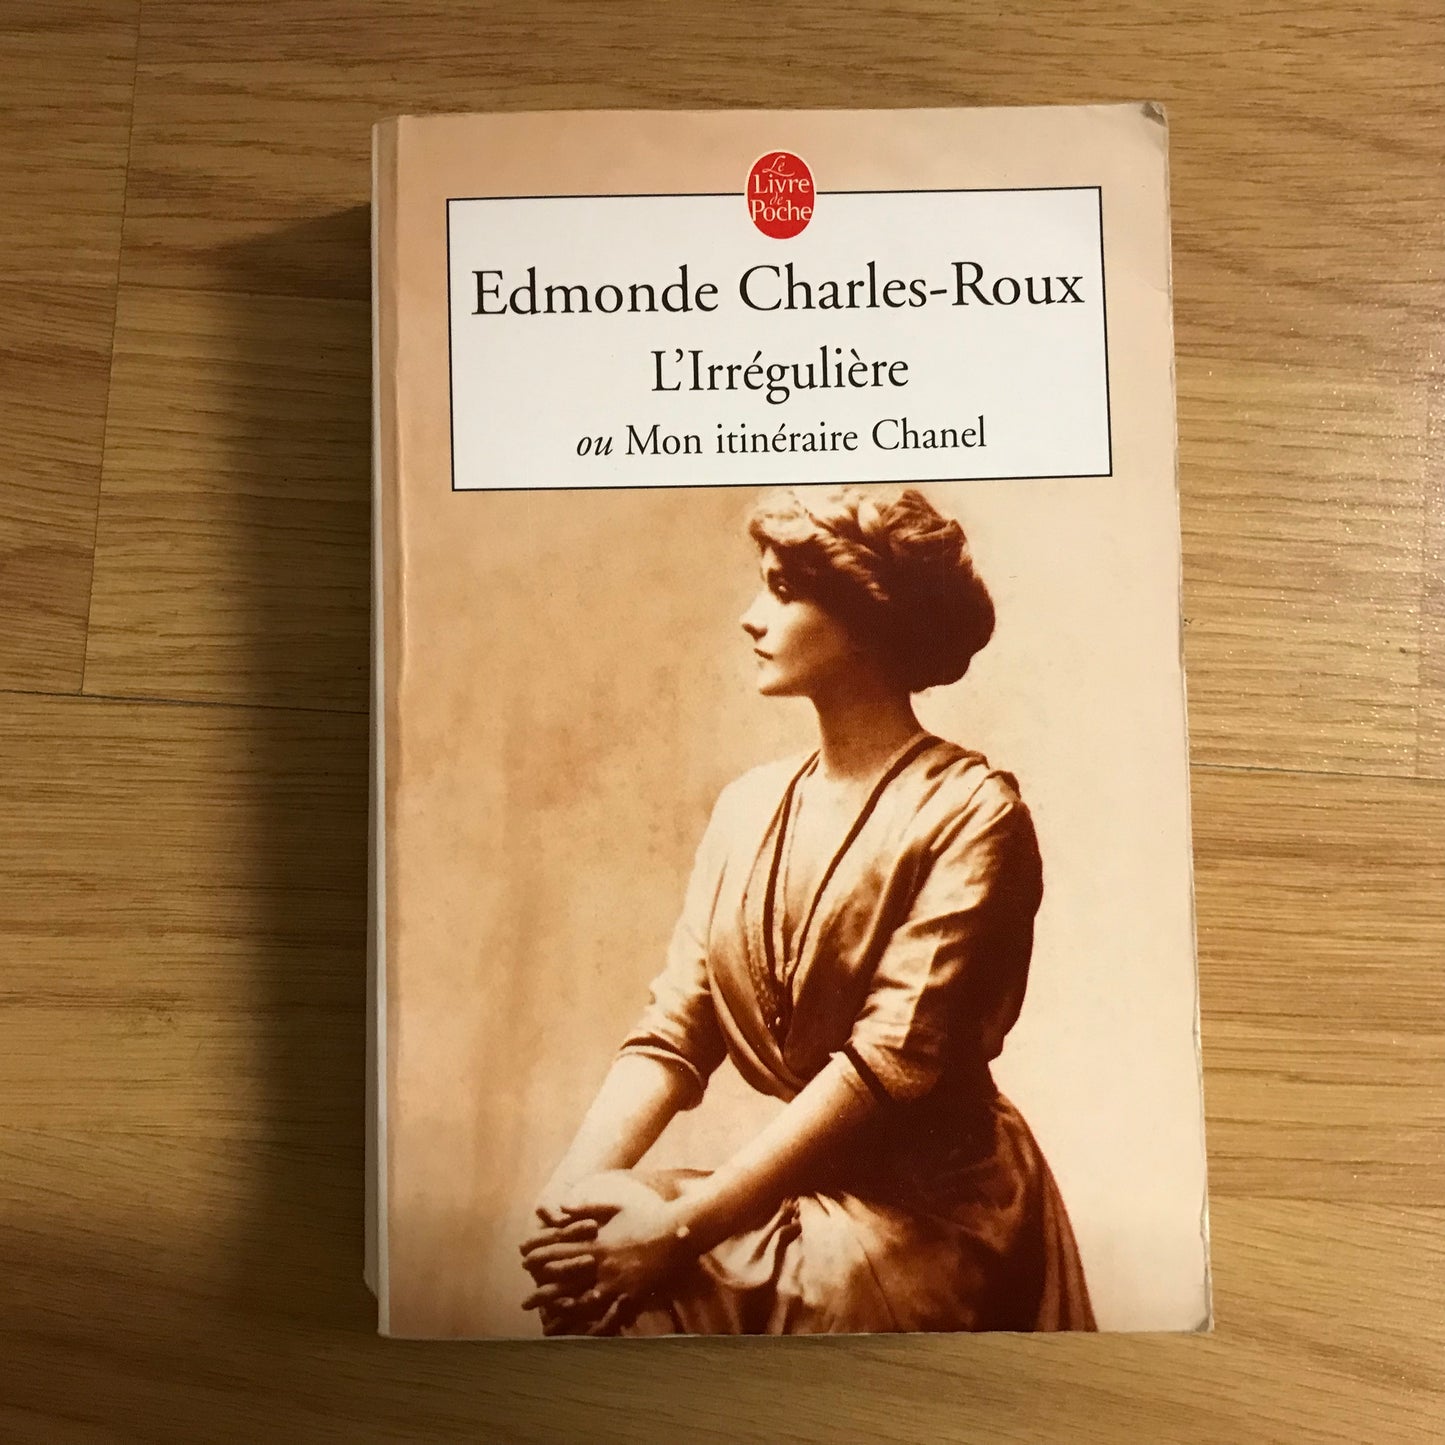 Le
Livre
de
Poche
Edmonde Charles-Roux
L'Irrégulière
ou Mon itinéraire Chanel